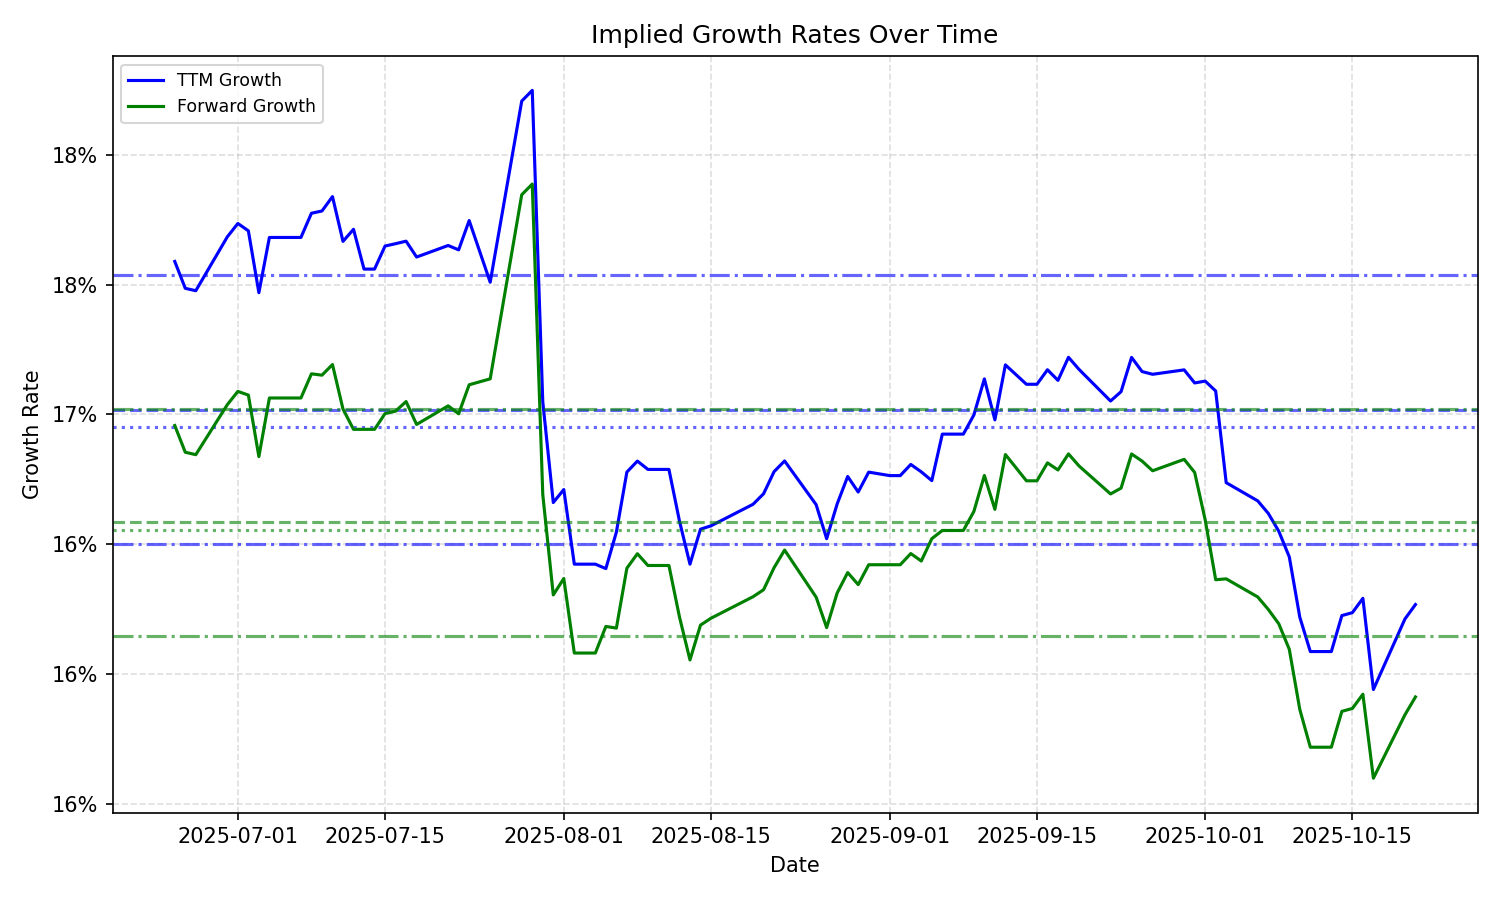 Implied Growth Rates Over Time
TTM Growth
Forward Growth
18%
18%
17%
16%
16%
16%
Growth Rate
2025-07-01
2025-07-15
2025-08-01
2025-08-15
2025-09-01
2025-09-15
2025-10-01
2025-10-15
Date